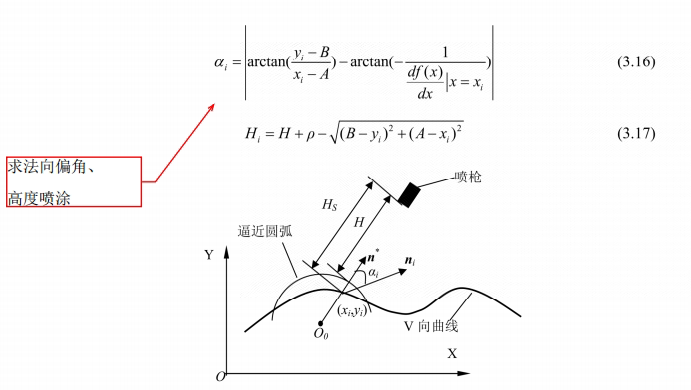 α_i = | arctan( (y_i − B) / (x_i − A) ) − arctan( − 1 / ( df(x)/dx | x = x_i ) ) | (3.16)
H_i = H + ρ − √( (B − y_i)^2 + (A − x_i)^2 ) (3.17)
求法向偏角、
高度喷涂
喷枪
H_S
H
逼近圆弧
Y
n*
n_i
α_i
(x_i,y_i)
V 向曲线
O_0
X
O